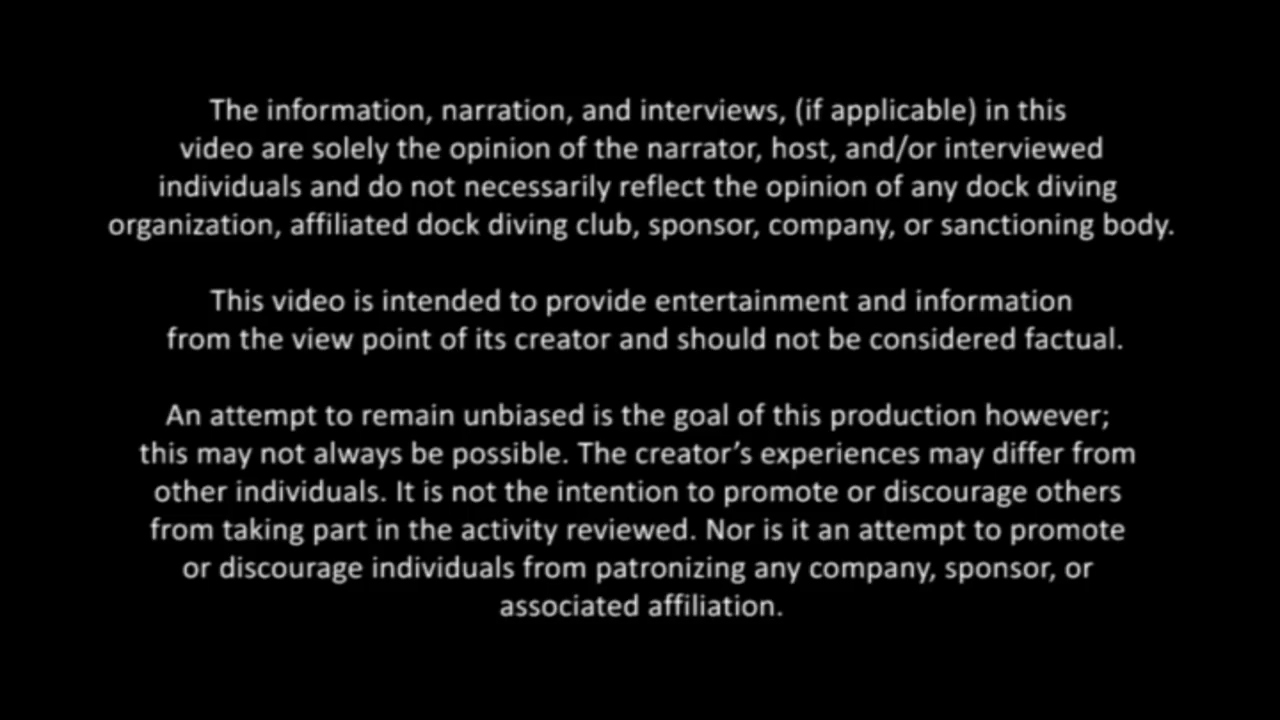 The information, narration, and interviews, (if applicable) in this
video are solely the opinion of the narrator, host, and/or interviewed
individuals and do not necessarily reflect the opinion of any dock diving
organization, affiliated dock diving club, sponsor, company, or sanctioning body.
This video is intended to provide entertainment and information
from the view point of its creator and should not be considered factual.
An attempt to remain unbiased is the goal of this production however;
this may not always be possible. The creator’s experiences may differ from
other individuals. It is not the intention to promote or discourage others
from taking part in the activity reviewed. Nor is it an attempt to promote
or discourage individuals from patronizing any company, sponsor, or
associated affiliation.